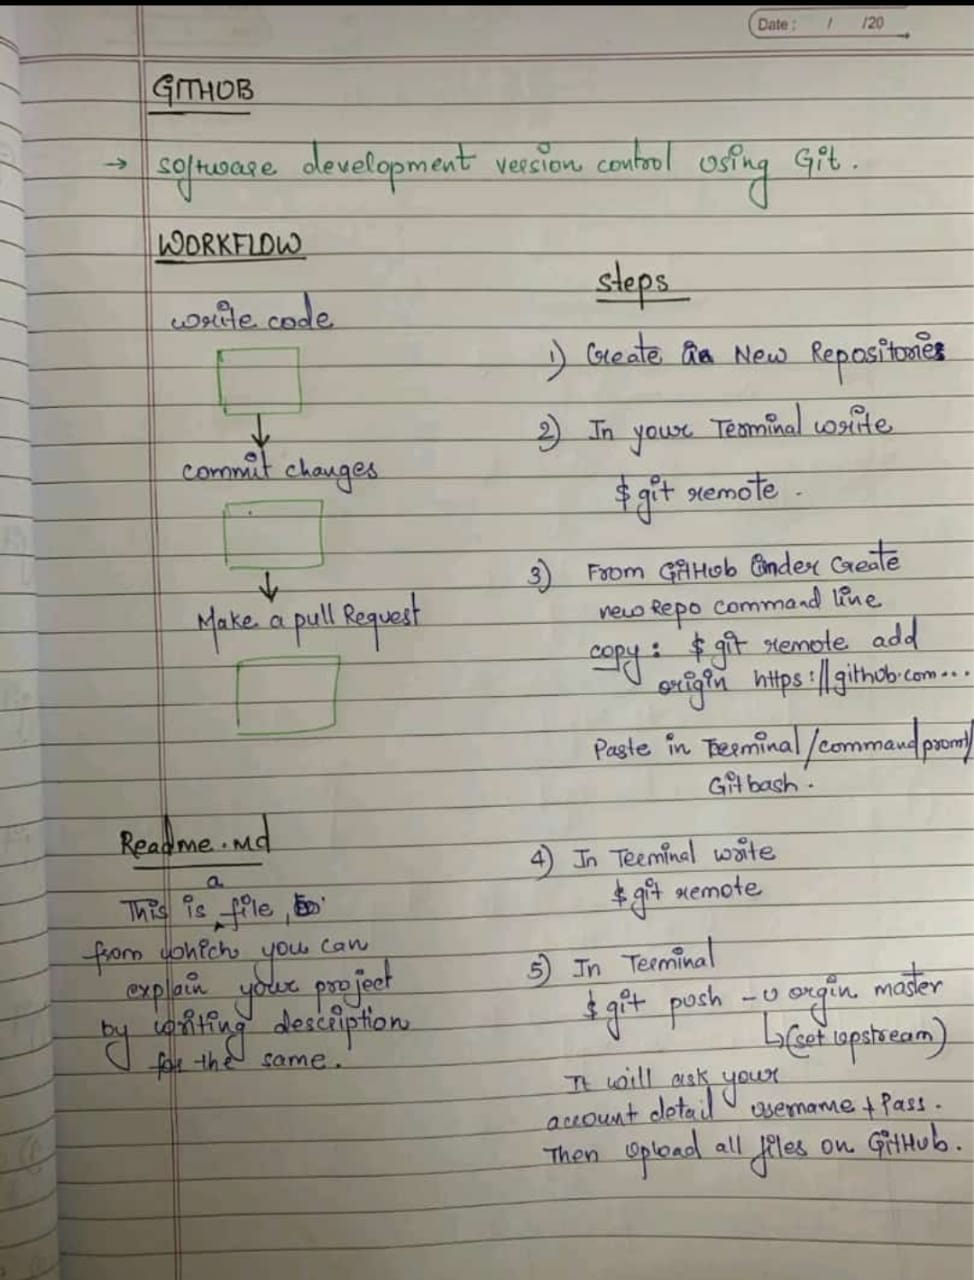 Date : / /20
GITHUB
→ software development version control using Git.
WORKFLOW
write code
↓
commit changes
↓
Make a pull Request
Readme.md
This is a file,
from which you can
explain your project
by writing description
for the same.
steps
1) Create New Repositories
2) In your Terminal write
$ git remote.
3) From GitHub Under Create
new Repo command line
copy: $ git remote add
origin https://github.com...
Paste in Terminal/command promt/
Gitbash.
4) In Terminal write
$ git remote
5) In Terminal
$ git push -u orgin master
↳(set upstream)
It will ask your
account detail username + Pass.
Then upload all files on GitHub.